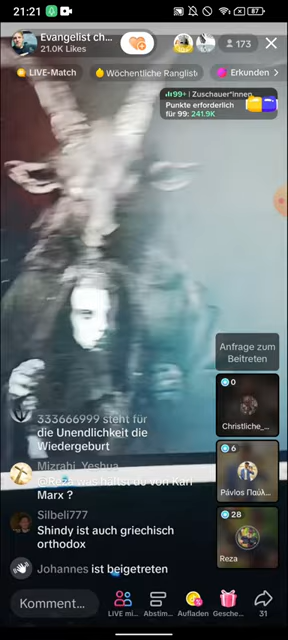 21:21
87
Evangelist ch...
21.0K Likes
173
LIVE-Match
Wöchentliche Ranglist
Erkunden
99+ | Zuschauer*innen
Punkte erforderlich
für 99: 241.9K
Anfrage zum
Beitreten
0
Christliche_...
333666999 steht für
die Unendlichkeit die
Wiedergeburt
6
Pávlos Παύλ...
Mizrahi_Yeshua
@Reza was hältst du von Karl
Marx ?
Silbeli777
Shindy ist auch griechisch
orthodox
28
Reza
Johannes ist beigetreten
Komment...
LIVE mi...
Abstim...
Aufladen
Gesche...
31